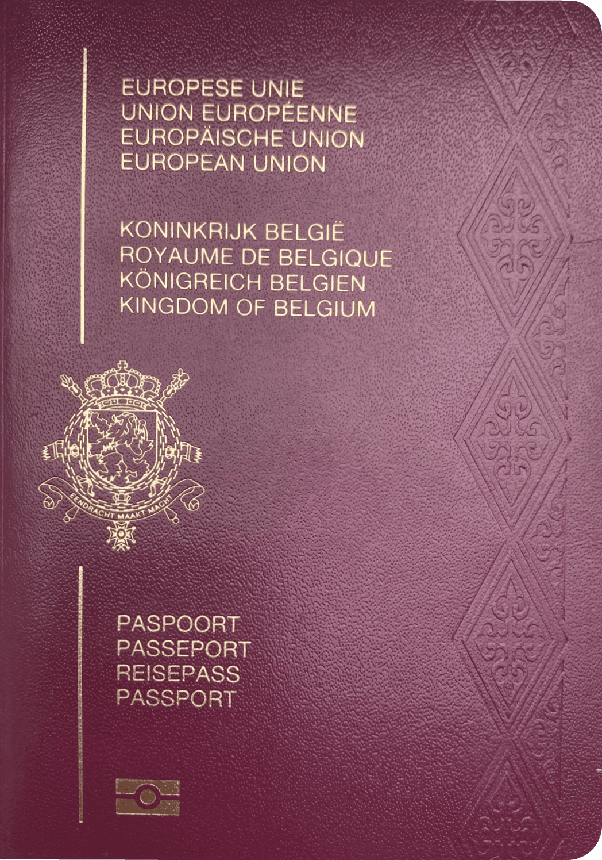 EUROPESE UNIE
UNION EUROPÉENNE
EUROPÄISCHE UNION
EUROPEAN UNION
KONINKRIJK BELGIË
ROYAUME DE BELGIQUE
KÖNIGREICH BELGIEN
KINGDOM OF BELGIUM
EENDRACHT MAAKT MACHT
PASPOORT
PASSEPORT
REISEPASS
PASSPORT